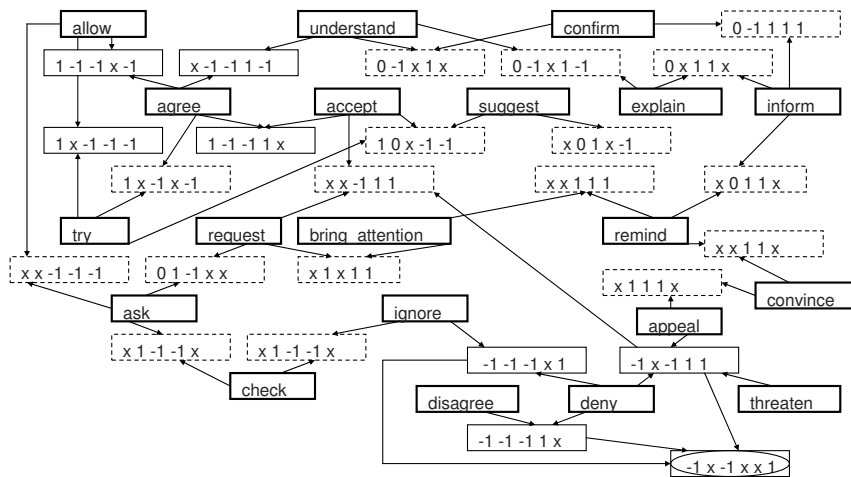 allow understand confirm 0 -1 1 1 1
1 -1 -1 x -1 x -1 -1 1 -1 0 -1 x 1 x 0 -1 x 1 -1 0 x 1 1 x
agree accept suggest explain inform
1 x -1 -1 -1 1 -1 -1 1 x 1 0 x -1 -1 x 0 1 x -1
1 x -1 x -1 x x -1 1 1 x x 1 1 1 x 0 1 1 x
try request bring_attention remind
x x -1 -1 -1 0 1 -1 x x x 1 x 1 1 x x 1 1 x
x 1 1 1 x convince
ask ignore appeal
x 1 -1 -1 x x 1 -1 -1 x
-1 -1 -1 x 1 -1 x -1 1 1
check disagree deny threaten
-1 -1 -1 1 x
-1 x -1 x x 1